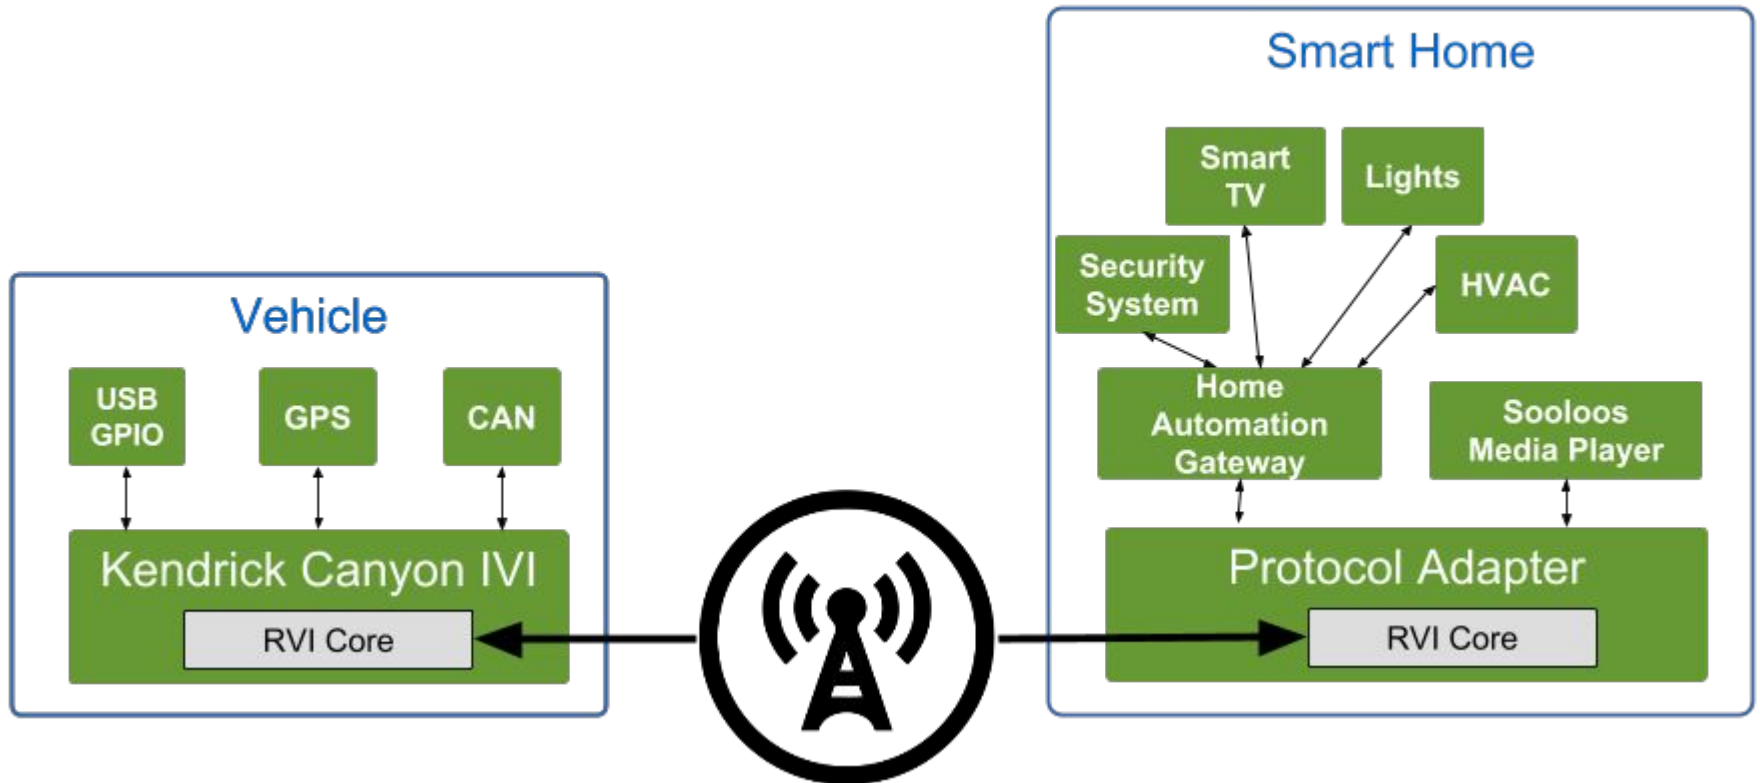 Vehicle
USB
GPIO
GPS
CAN
Kendrick Canyon IVI
RVI Core
Smart Home
Smart
TV
Lights
Security
System
HVAC
Home
Automation
Gateway
Sooloos
Media Player
Protocol Adapter
RVI Core